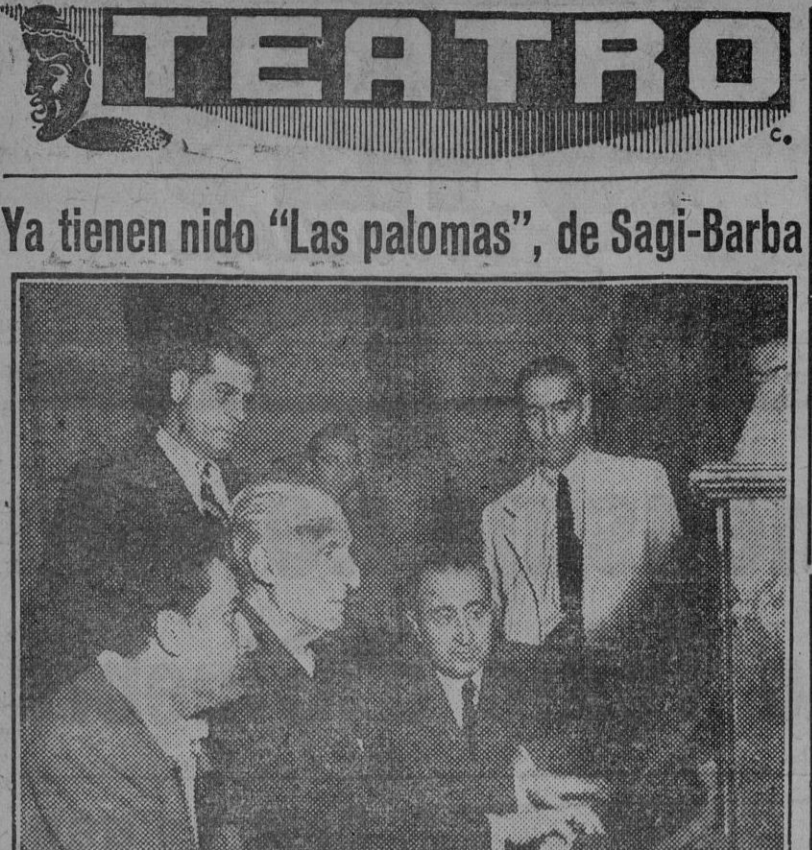 TEATRO
C.
Ya tienen nido “Las palomas”, de Sagi-Barba